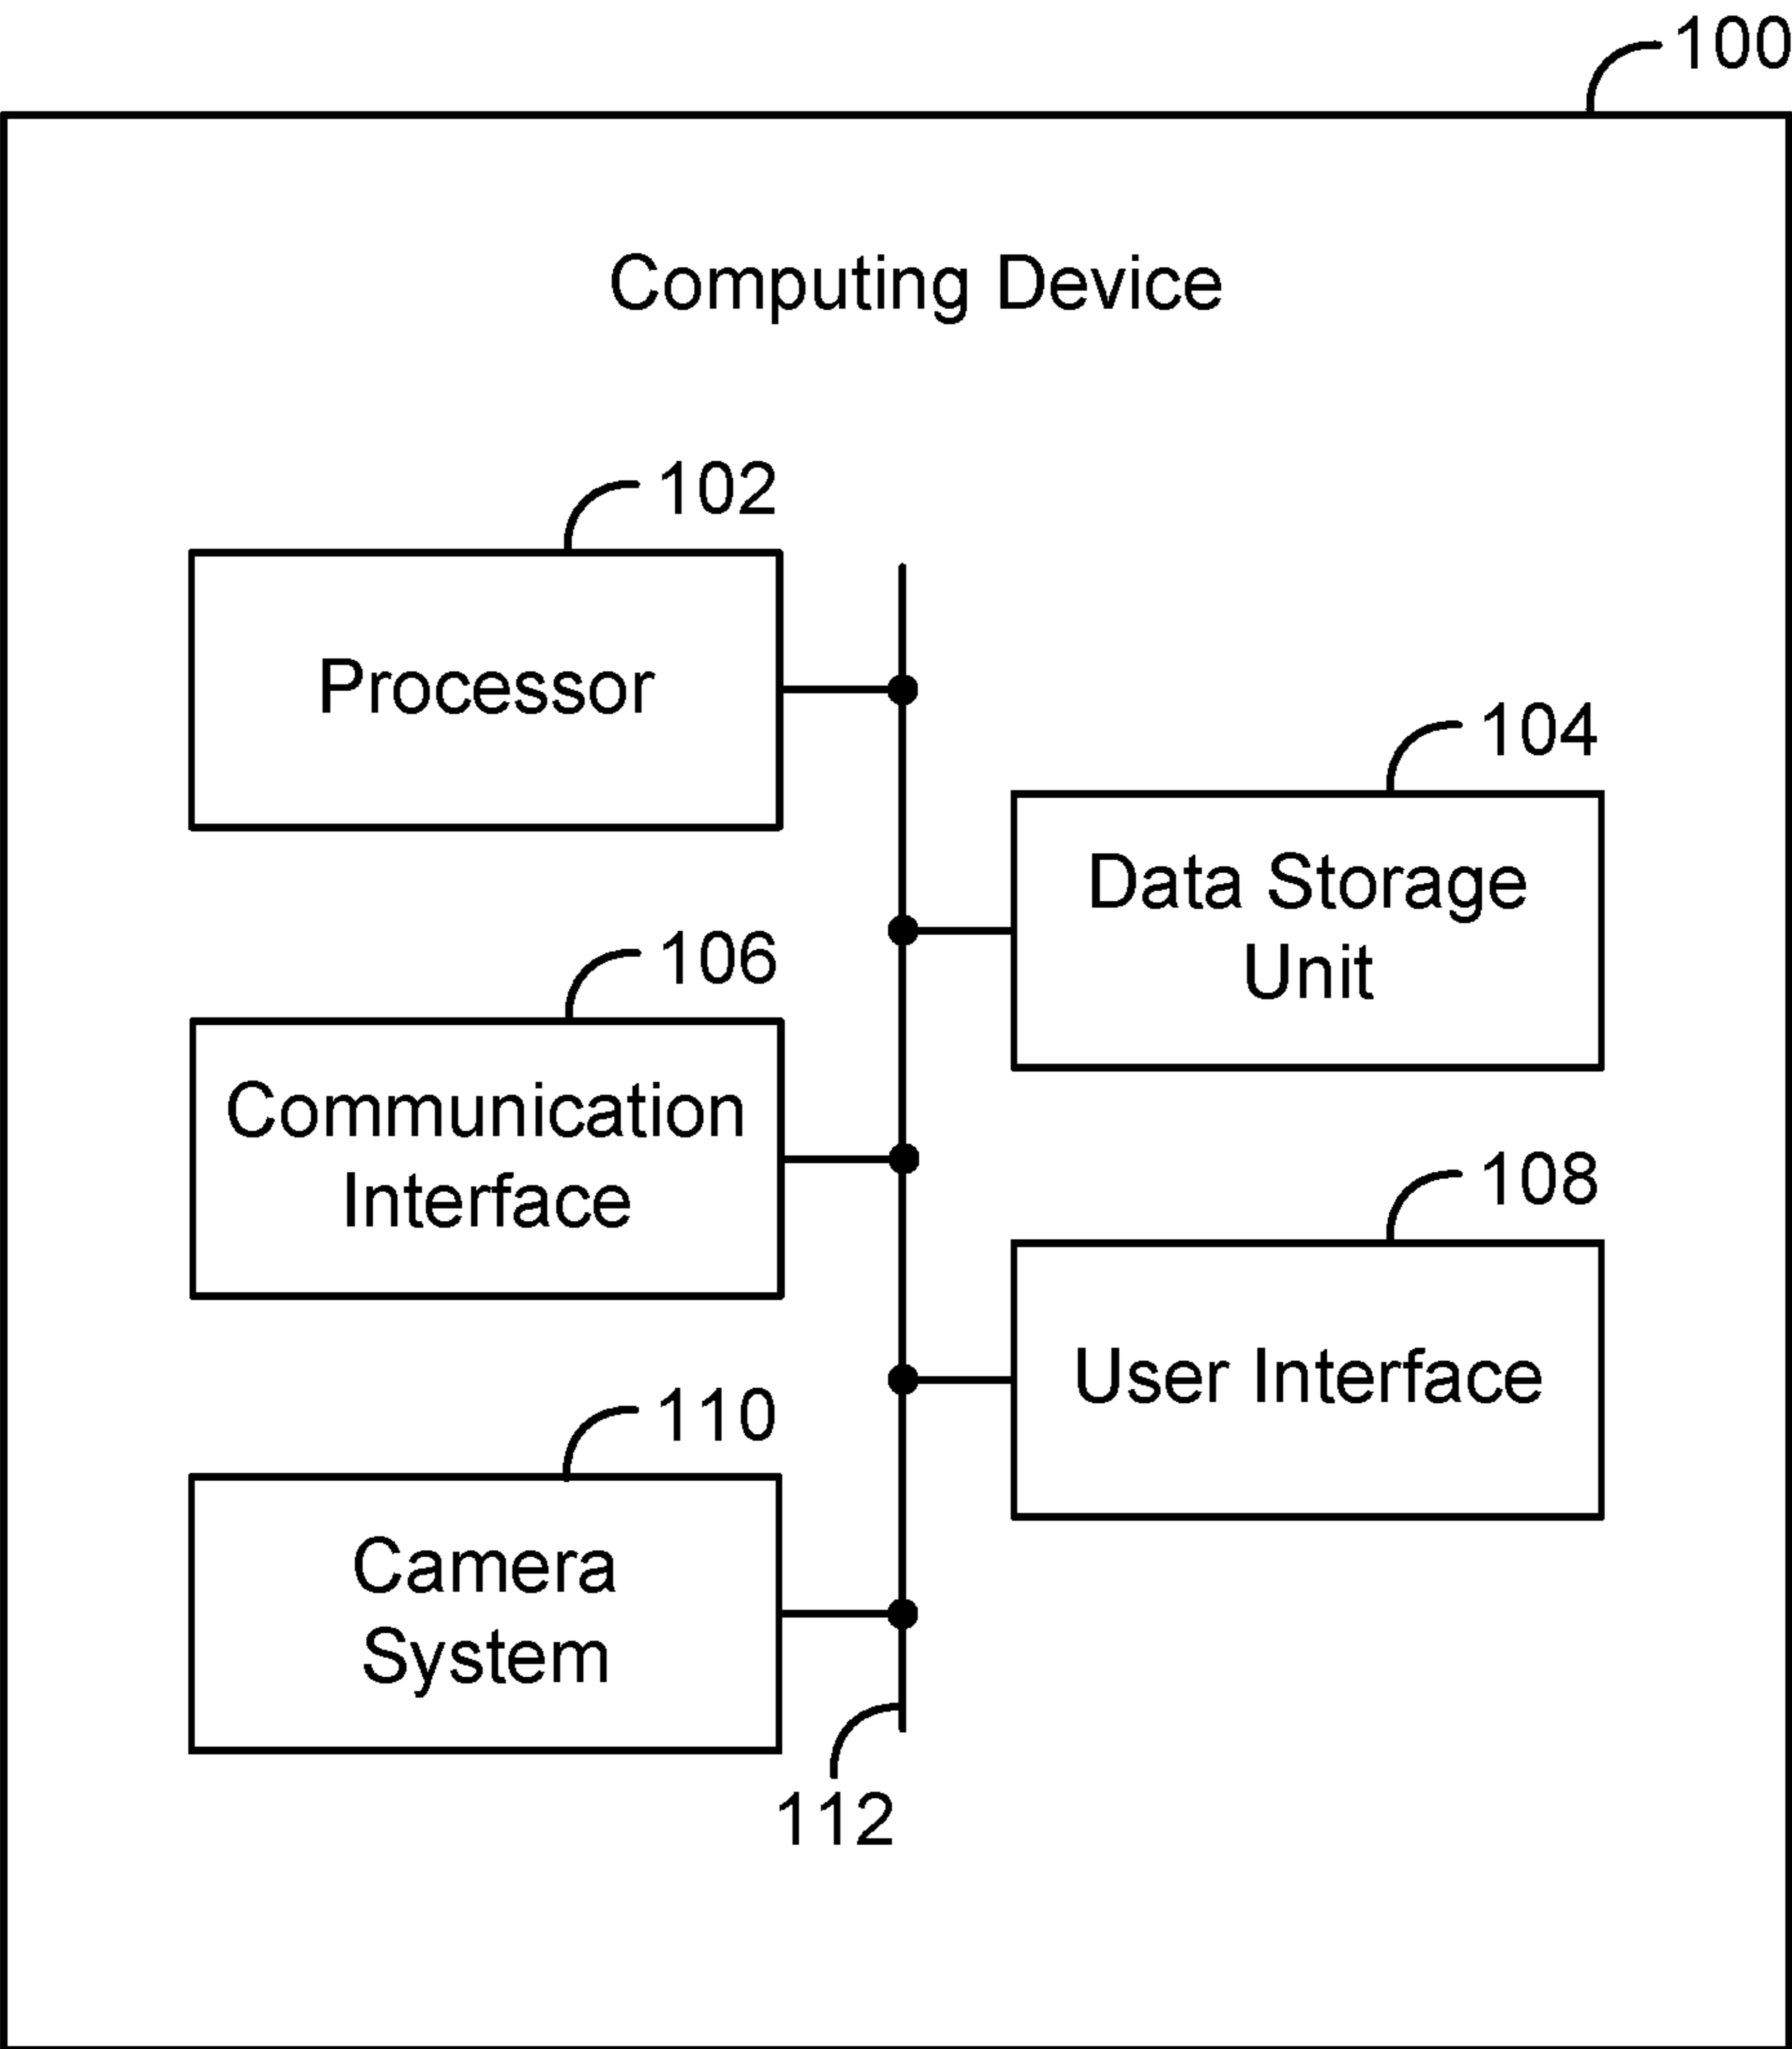 100
Computing Device
102
Processor
104
Data Storage
Unit
106
Communication
Interface
108
User Interface
110
Camera
System
112